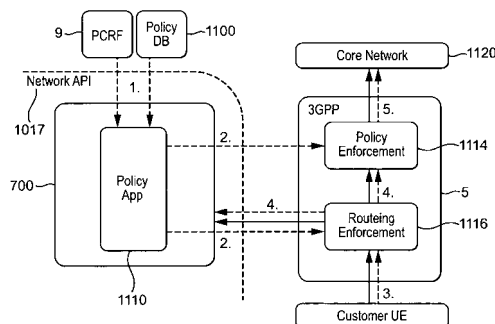 9
PCRF
Policy
DB
1100
Core Network
1120
Network API
1017
1.
3GPP
5.
2.
Policy
Enforcement
1114
700
Policy
App
4.
4.
5
Routeing
Enforcement
1116
2.
3.
1110
Customer UE